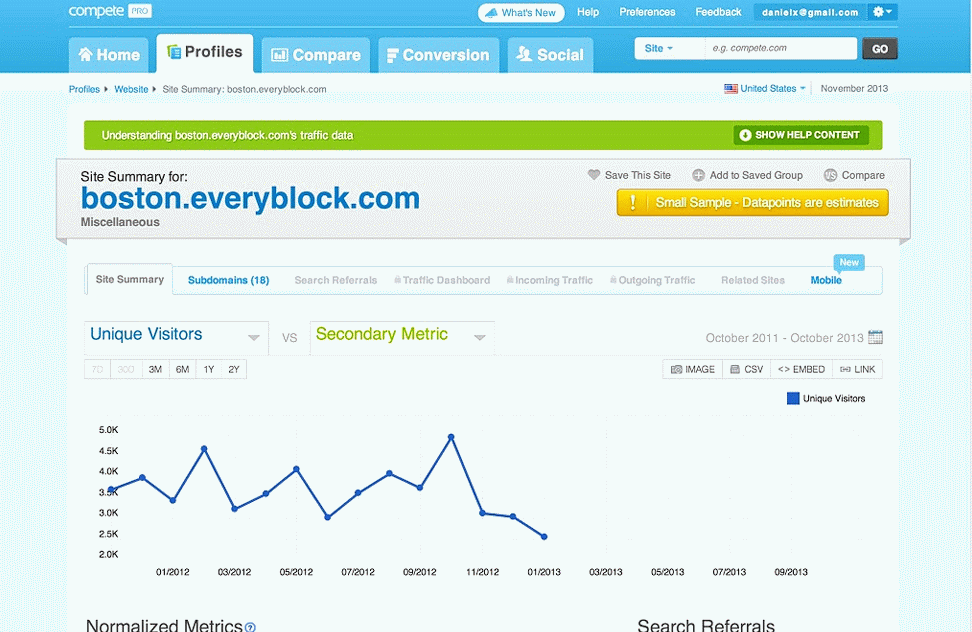 compete PRO
What's New Help Preferences Feedback danielx@gmail.com
Home Profiles Compare Conversion Social Site e.g. compete.com GO
Profiles Website Site Summary: boston.everyblock.com United States November 2013
Understanding boston.everyblock.com's traffic data SHOW HELP CONTENT
Site Summary for: Save This Site Add to Saved Group VS Compare
boston.everyblock.com
! Small Sample - Datapoints are estimates
Miscellaneous
New
Site Summary Subdomains (18) Search Referrals Traffic Dashboard Incoming Traffic Outgoing Traffic Related Sites Mobile
Unique Visitors VS Secondary Metric October 2011 - October 2013
7D 30D 3M 6M 1Y 2Y IMAGE CSV <> EMBED LINK
Unique Visitors
5.0K
4.5K
4.0K
3.5K
3.0K
2.5K
2.0K
01/2012 03/2012 05/2012 07/2012 09/2012 11/2012 01/2013 03/2013 05/2013 07/2013 09/2013
Normalized Metrics ? Search Referrals